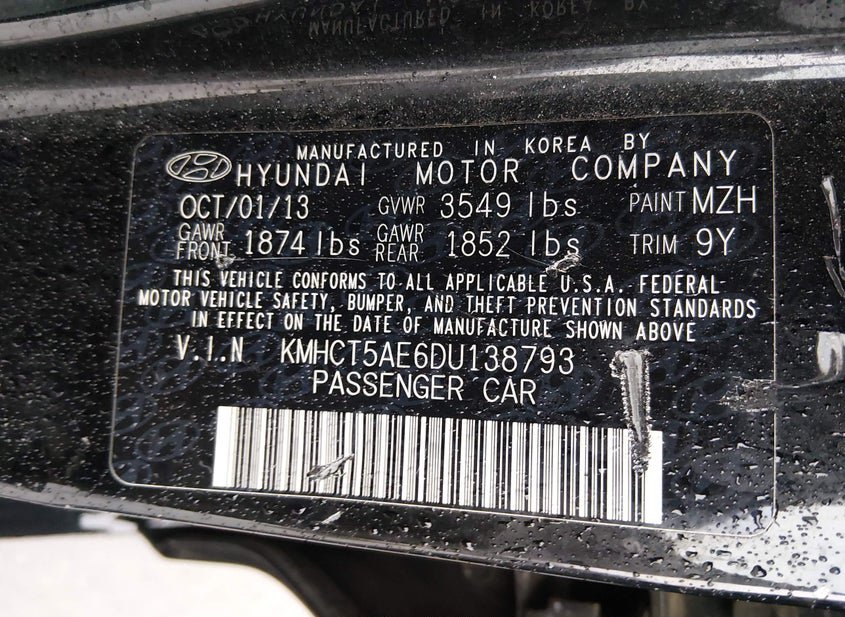 MANUFACTURED IN KOREA BY
HYUNDAI MOTOR COMPANY
OCT/01/13 GVWR 3549 lbs PAINT MZH
GAWR FRONT 1874 lbs GAWR REAR 1852 lbs TRIM 9Y
THIS VEHICLE CONFORMS TO ALL APPLICABLE U.S.A. FEDERAL
MOTOR VEHICLE SAFETY, BUMPER, AND THEFT PREVENTION STANDARDS
IN EFFECT ON THE DATE OF MANUFACTURE SHOWN ABOVE
V.I.N KMHCT5AE6DU138793
PASSENGER CAR